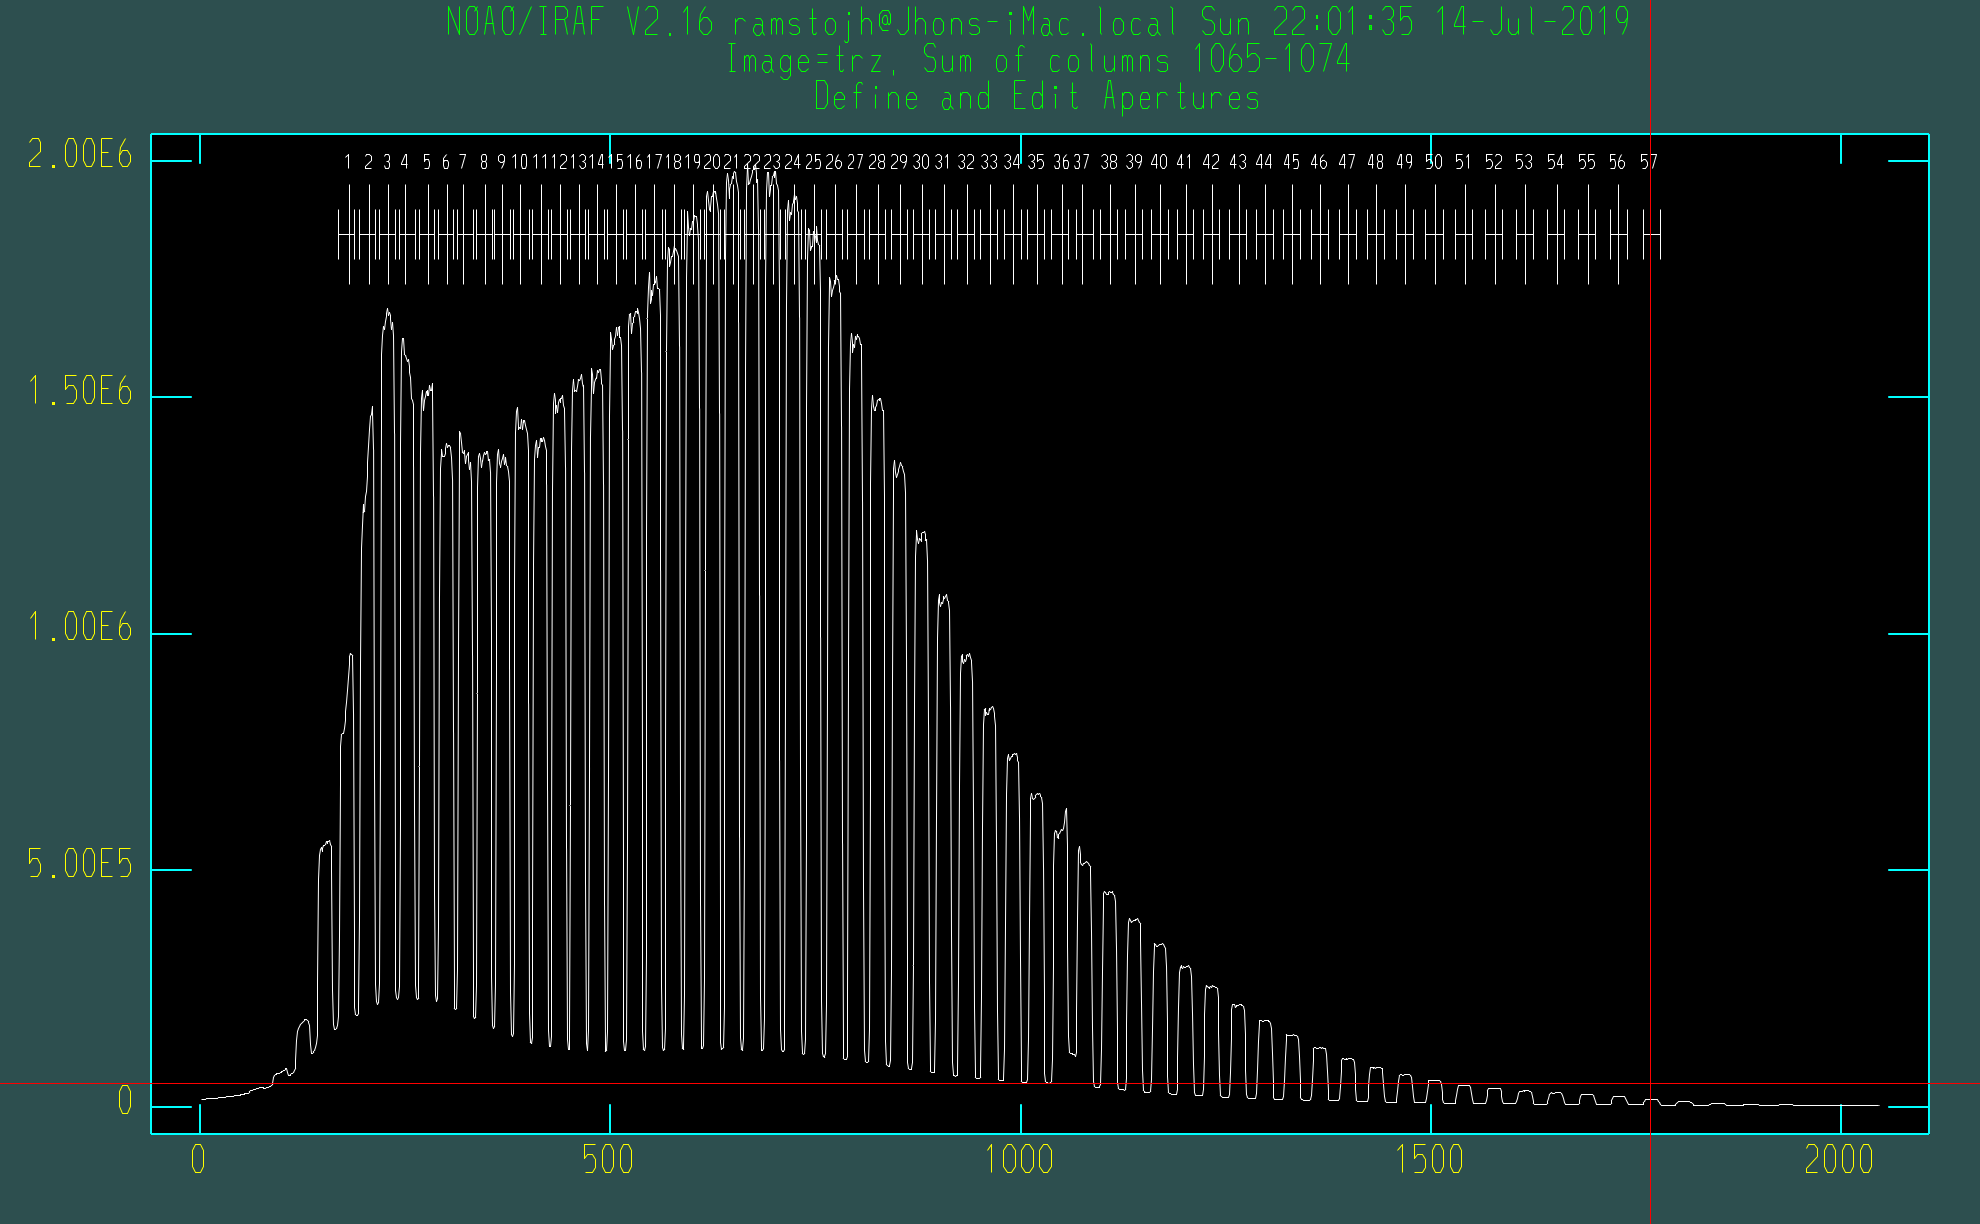 NOAO/IRAF V2.16 ramstojh@Jhons-iMac.local Sun 22:01:35 14-Jul-2019
Image=trz, Sum of columns 1065-1074
Define and Edit Apertures
2.00E6
1 2 3 4 5 6 7 8 9 10 11 12 13 14 15 16 17 18 19 20 21 22 23 24 25 26 27 28 29 30 31 32 33 34 35 36 37 38 39 40 41 42 43 44 45 46 47 48 49 50 51 52 53 54 55 56 57
1.50E6
1.00E6
5.00E5
0
0 500 1000 1500 2000